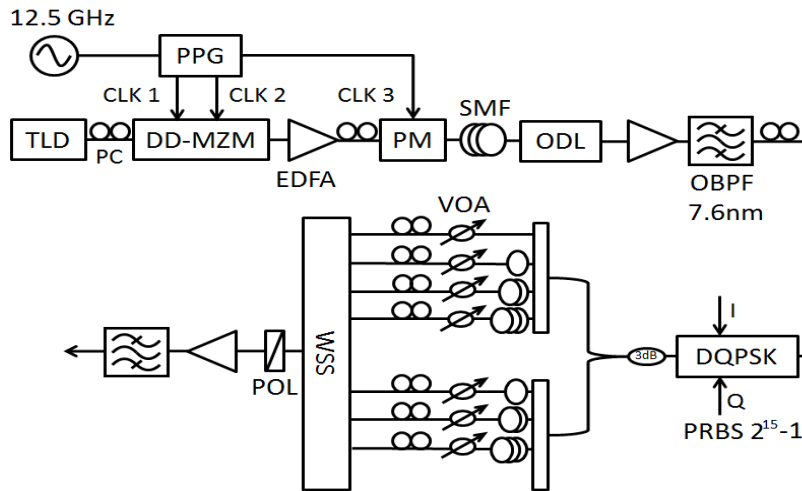 12.5 GHz
PPG
CLK 1
CLK 2
CLK 3
SMF
TLD
PC
DD-MZM
EDFA
PM
ODL
OBPF
7.6nm
VOA
WSS
POL
3dB
I
DQPSK
Q
PRBS 2¹⁵-1